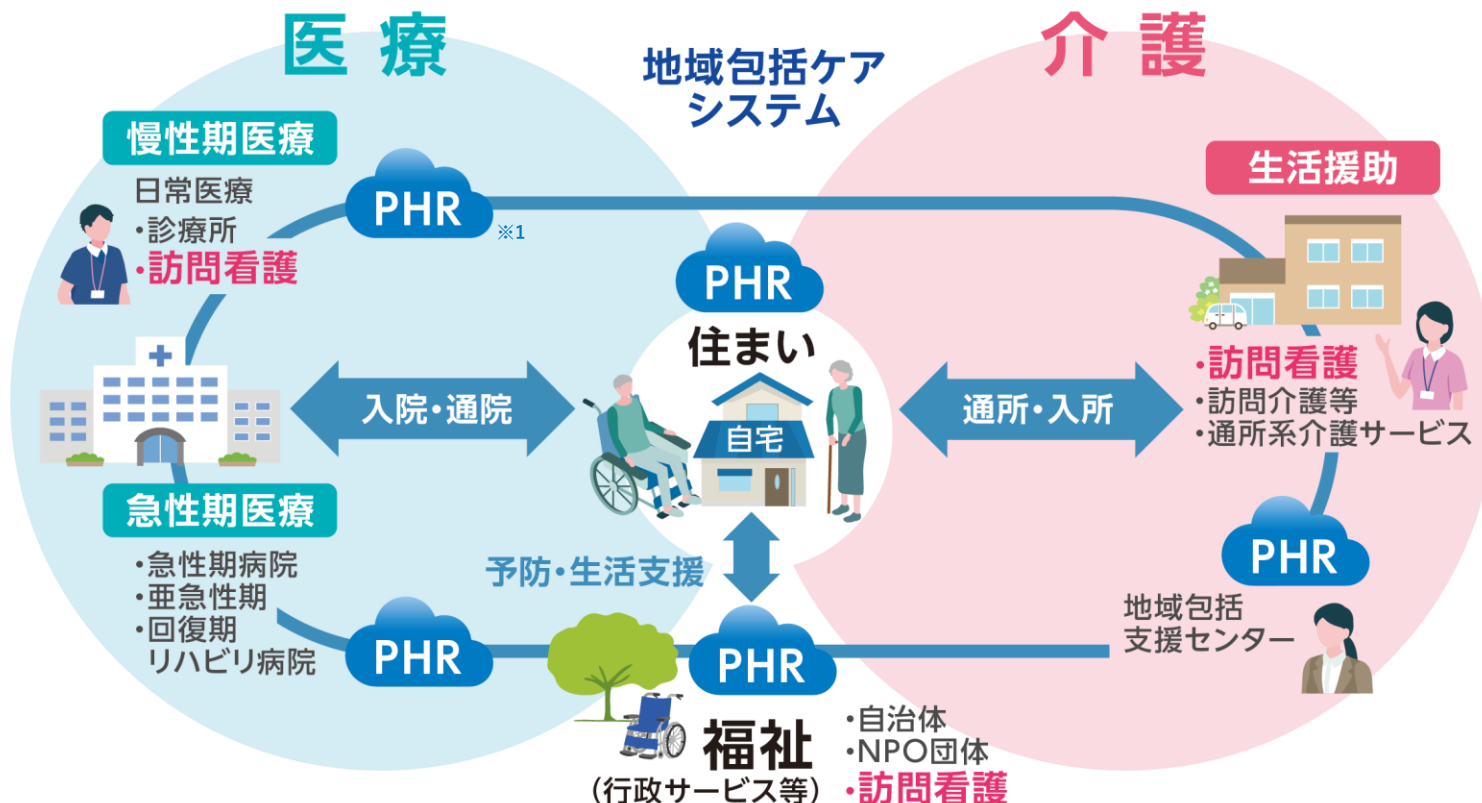 医療
介護
地域包括ケア
システム
慢性期医療
日常医療
・診療所
・訪問看護
PHR
※1
生活援助
PHR
住まい
自宅
入院・通院
通所・入所
・訪問看護
・訪問介護等
・通所系介護サービス
急性期医療
・急性期病院
・亜急性期
・回復期
リハビリ病院
予防・生活支援
PHR
PHR
PHR
地域包括
支援センター
福祉
(行政サービス等)
・自治体
・NPO団体
・訪問看護